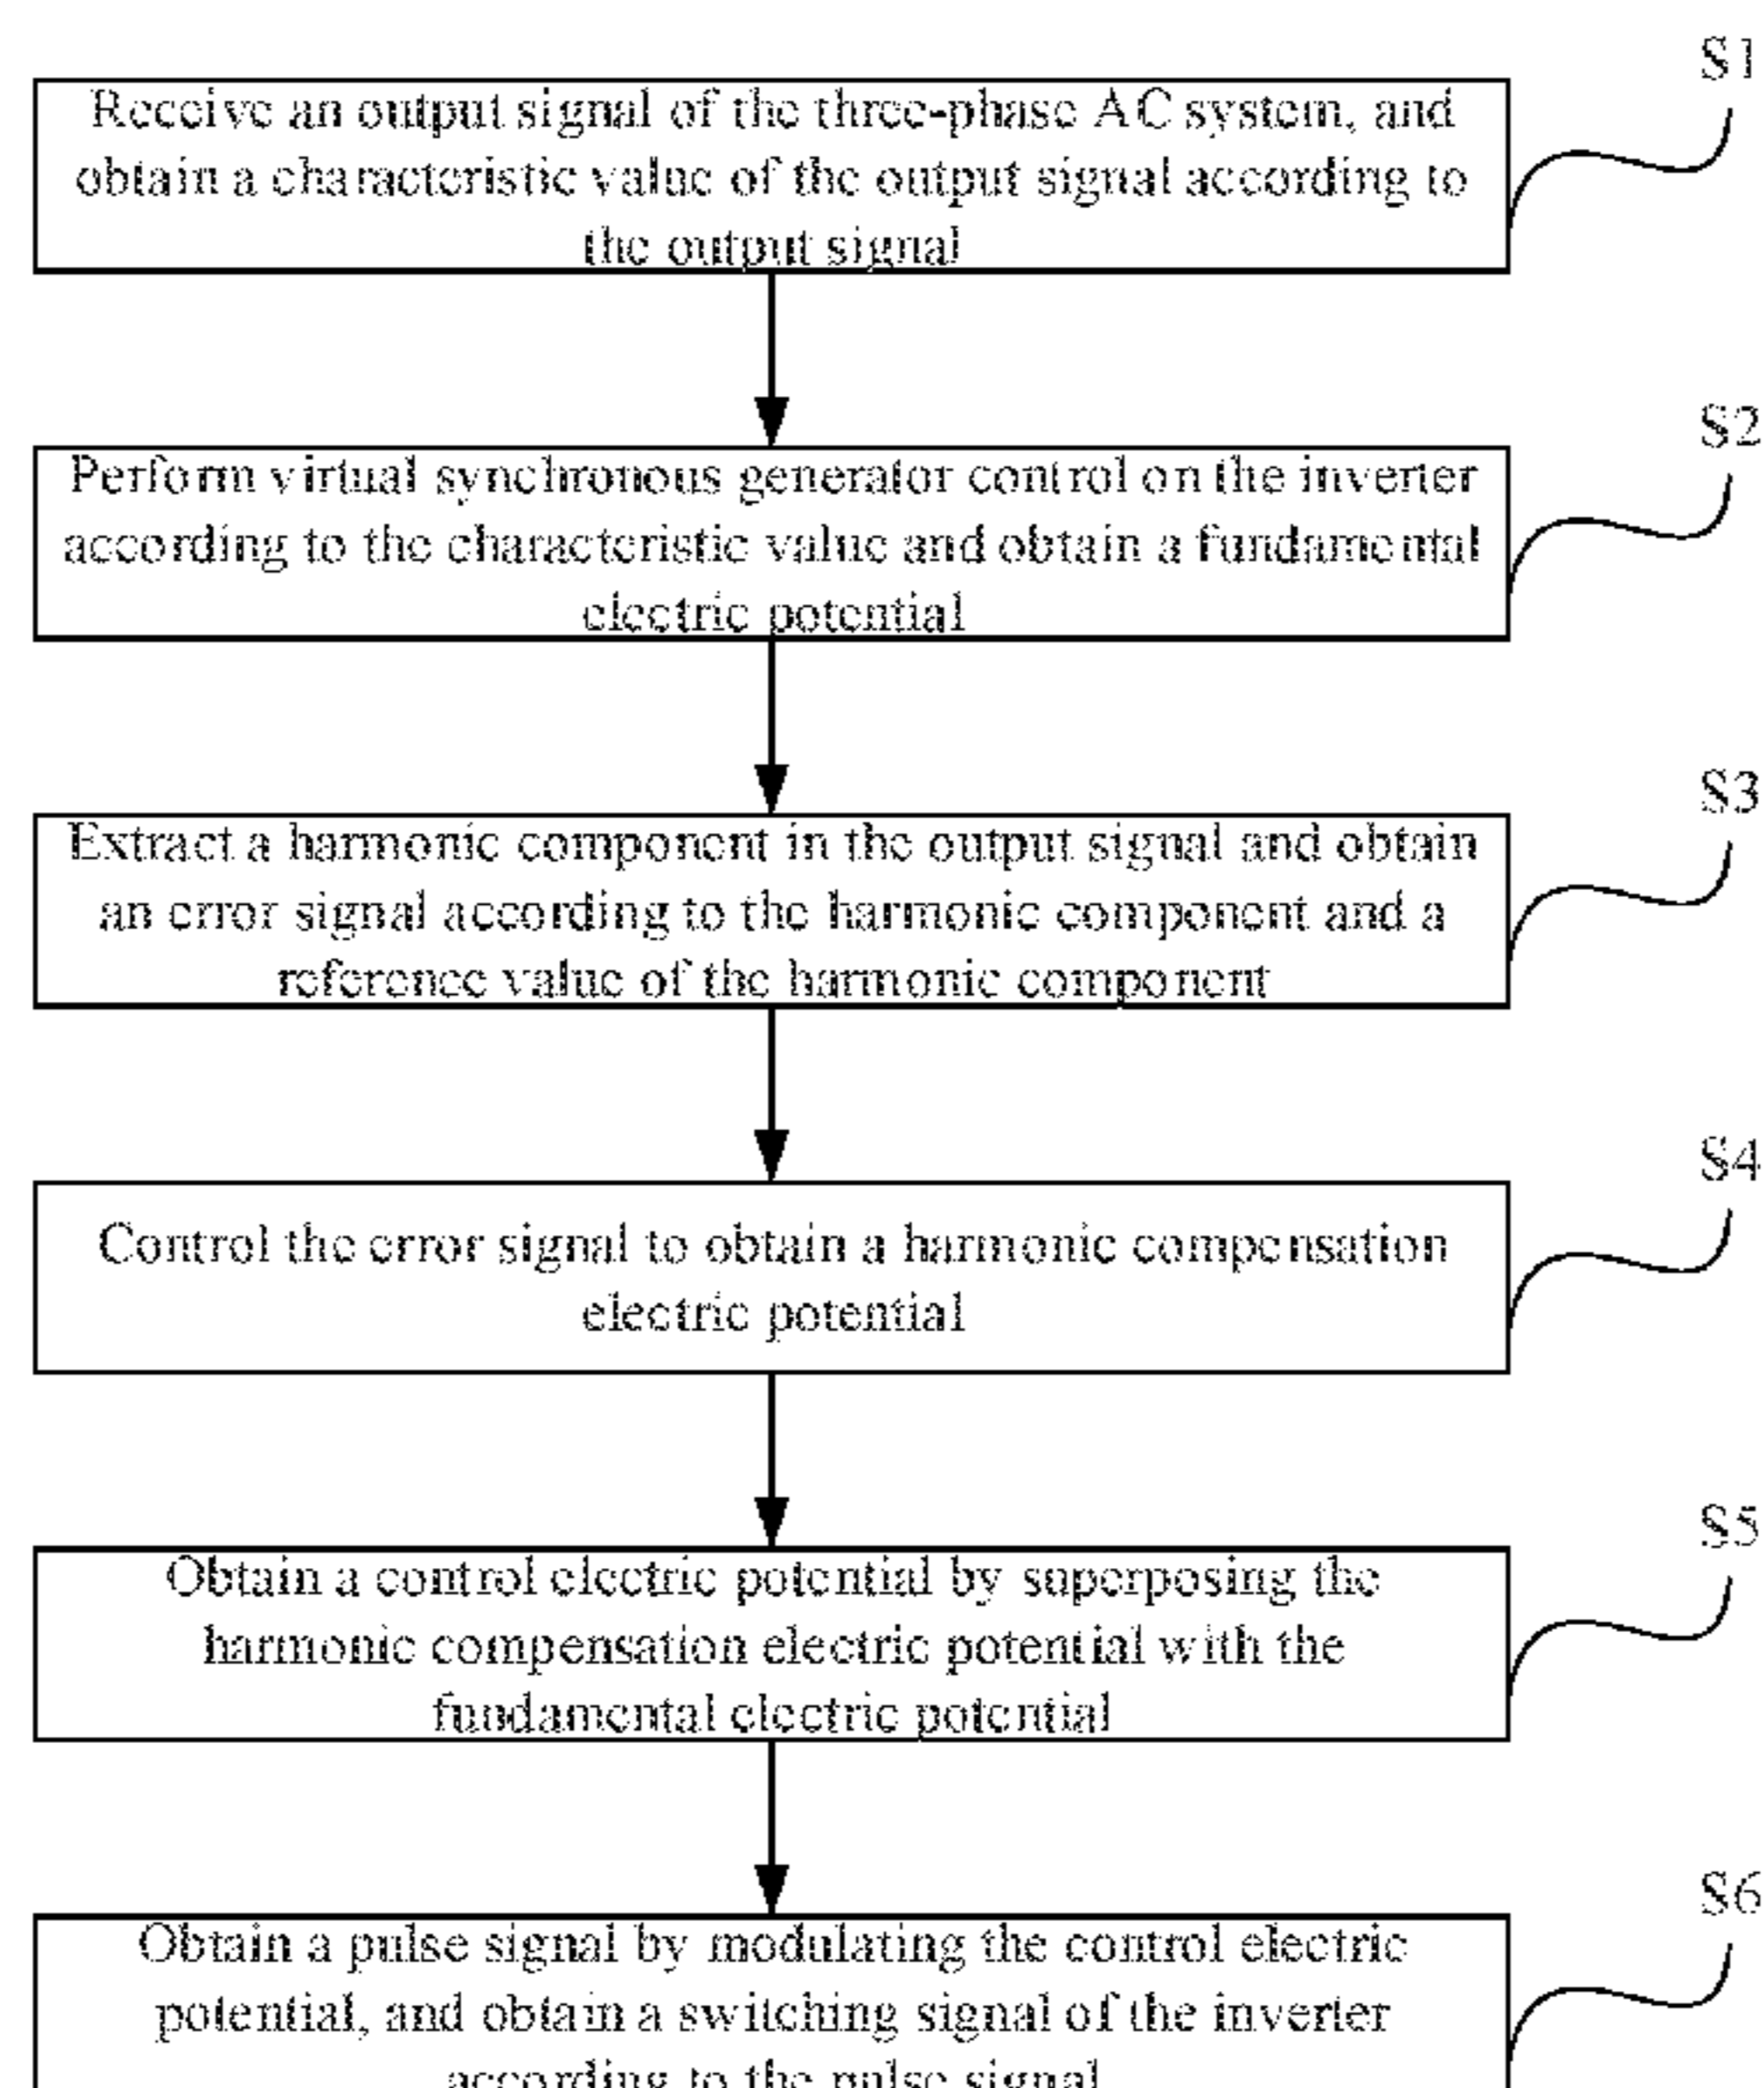 S1
Receive an output signal of the three-phase AC system, and
obtain a characteristic value of the output signal according to
the output signal
S2
Perform virtual synchronous generator control on the inverter
according to the characteristic value and obtain a fundamental
electric potential
S3
Extract a harmonic component in the output signal and obtain
an error signal according to the harmonic component and a
reference value of the harmonic component
S4
Control the error signal to obtain a harmonic compensation
electric potential
S5
Obtain a control electric potential by superposing the
harmonic compensation electric potential with the
fundamental electric potential
S6
Obtain a pulse signal by modulating the control electric
potential, and obtain a switching signal of the inverter
according to the pulse signal